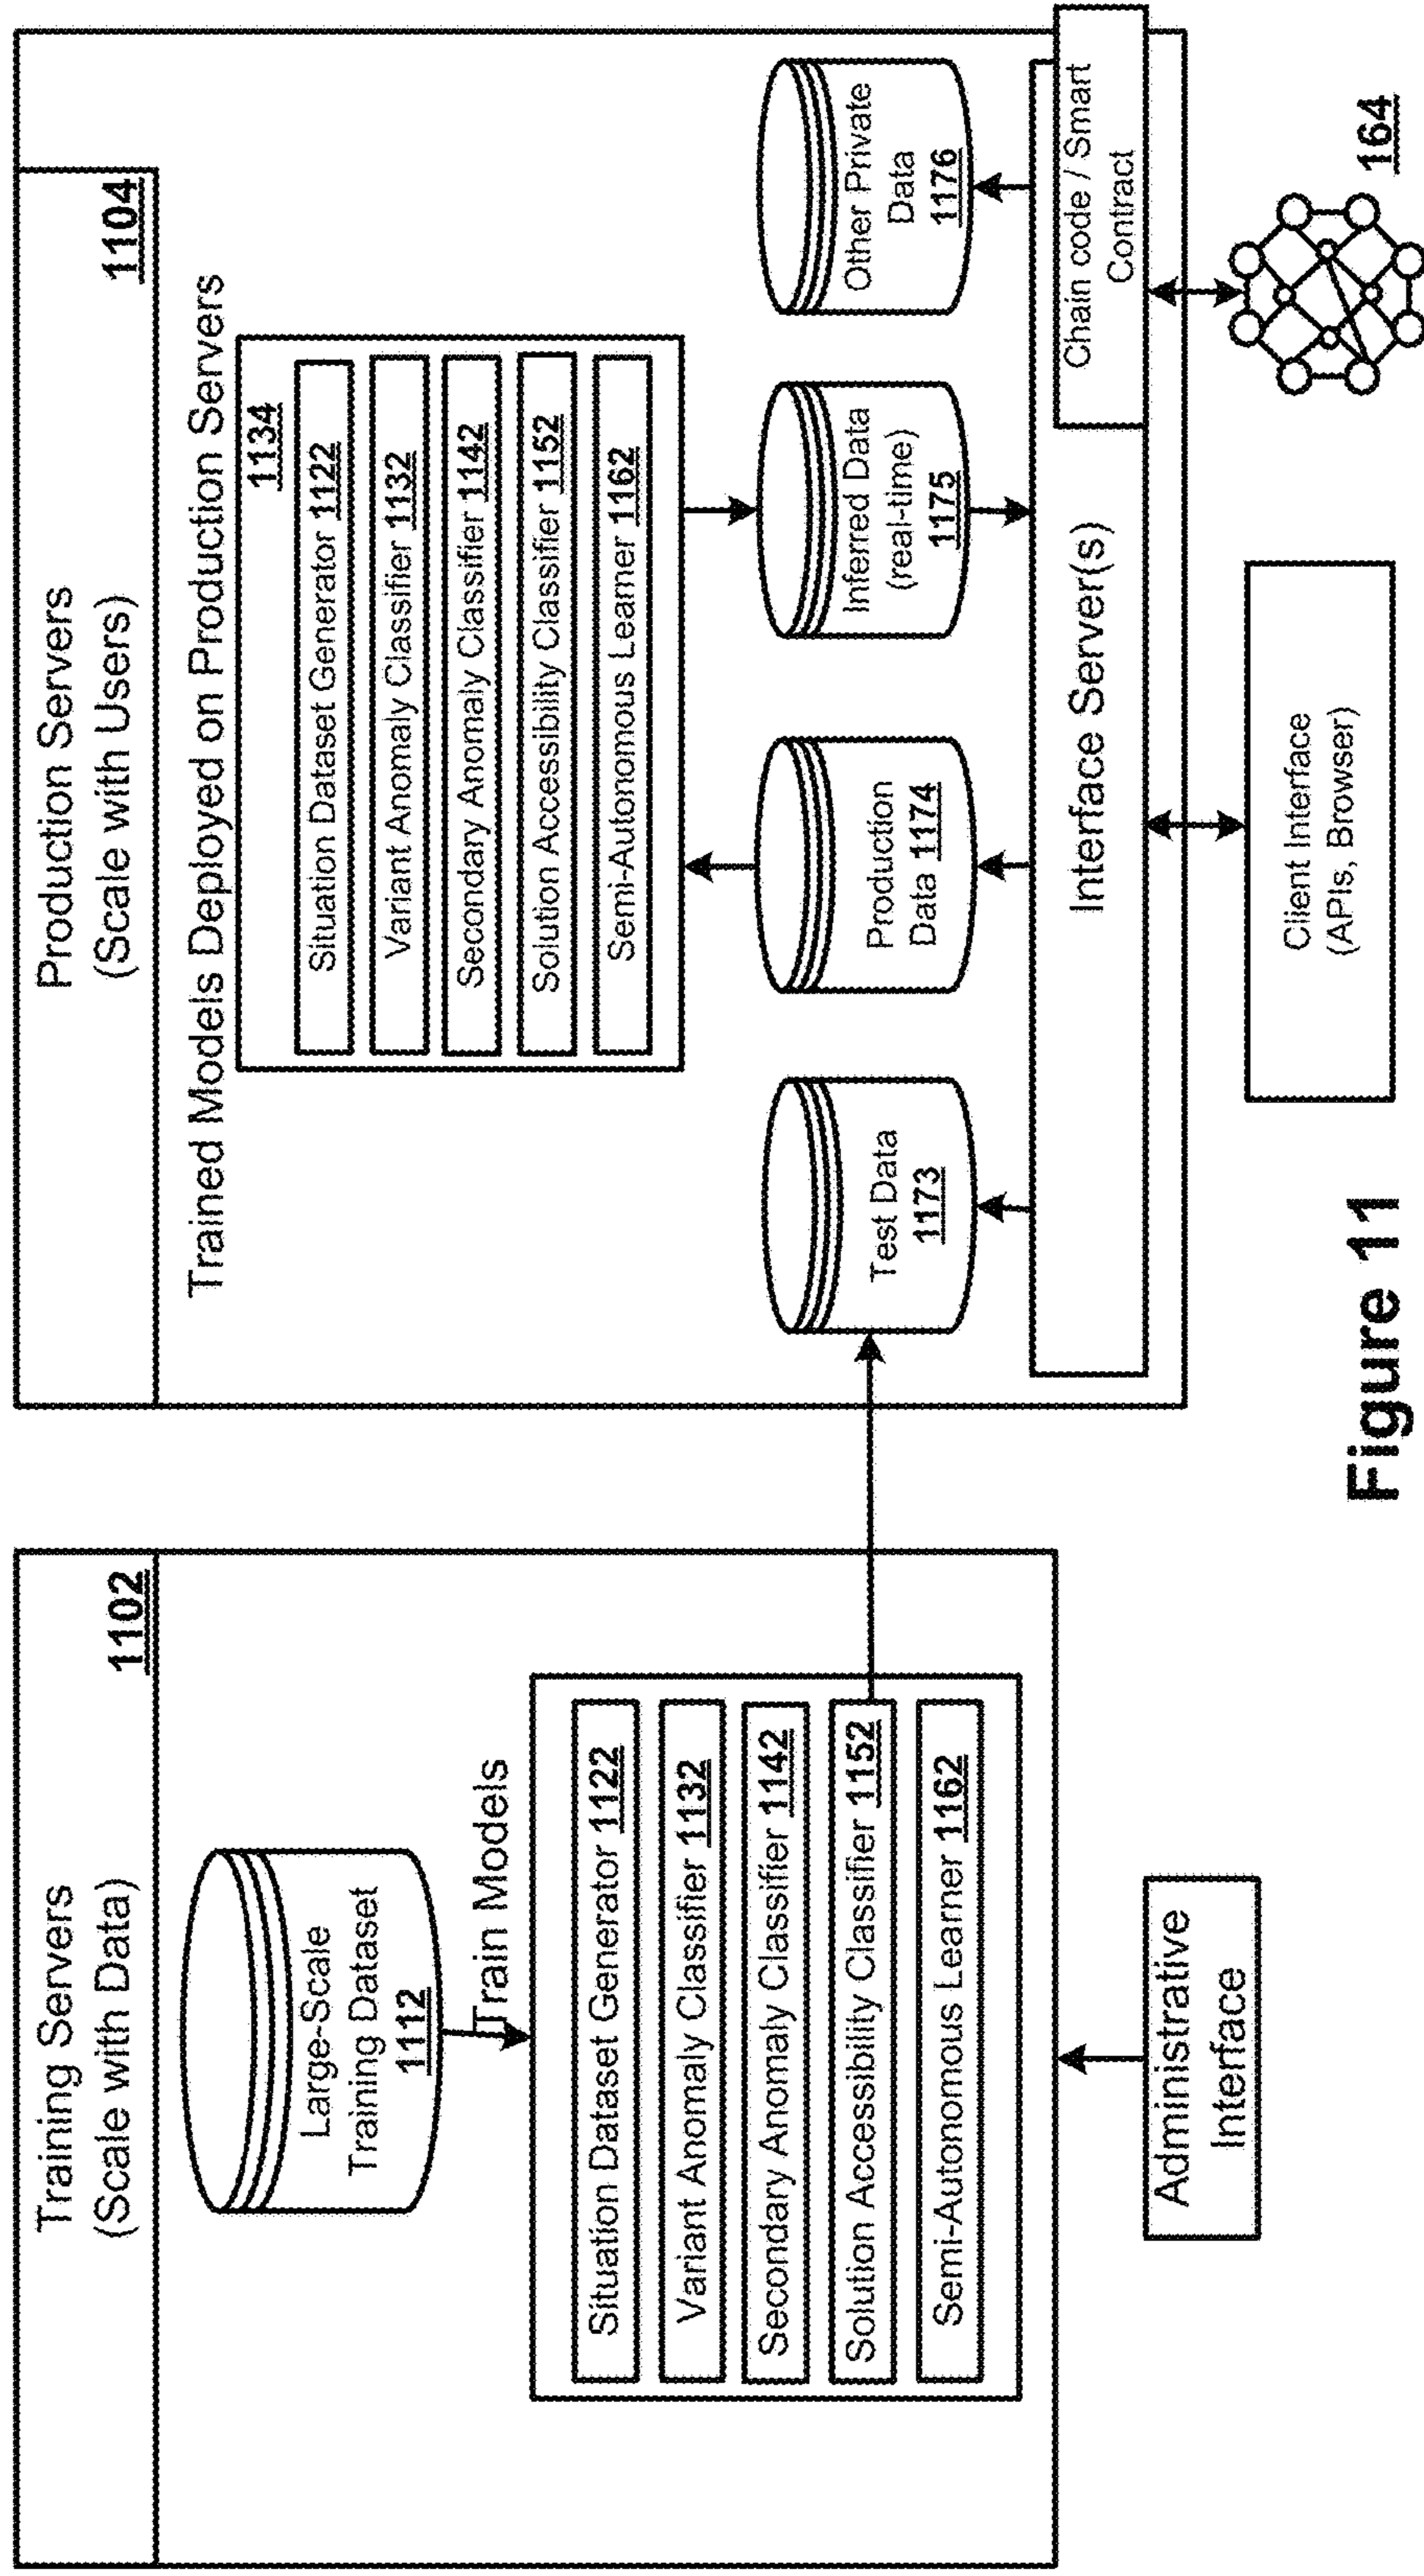 Training Servers
(Scale with Data)
1102
Large-Scale
Training Dataset
1112
Train Models
Situation Dataset Generator 1122
Variant Anomaly Classifier 1132
Secondary Anomaly Classifier 1142
Solution Accessibility Classifier 1152
Semi-Autonomous Learner 1162
Administrative
Interface
Production Servers
(Scale with Users)
1104
Trained Models Deployed on Production Servers
1134
Situation Dataset Generator 1122
Variant Anomaly Classifier 1132
Secondary Anomaly Classifier 1142
Solution Accessibility Classifier 1152
Semi-Autonomous Learner 1162
Test Data
1173
Production
Data 1174
Inferred Data
(real-time)
1175
Other Private
Data
1176
Interface Server(s)
Chain code / Smart
Contract
Client Interface
(APIs, Browser)
164
Figure 11